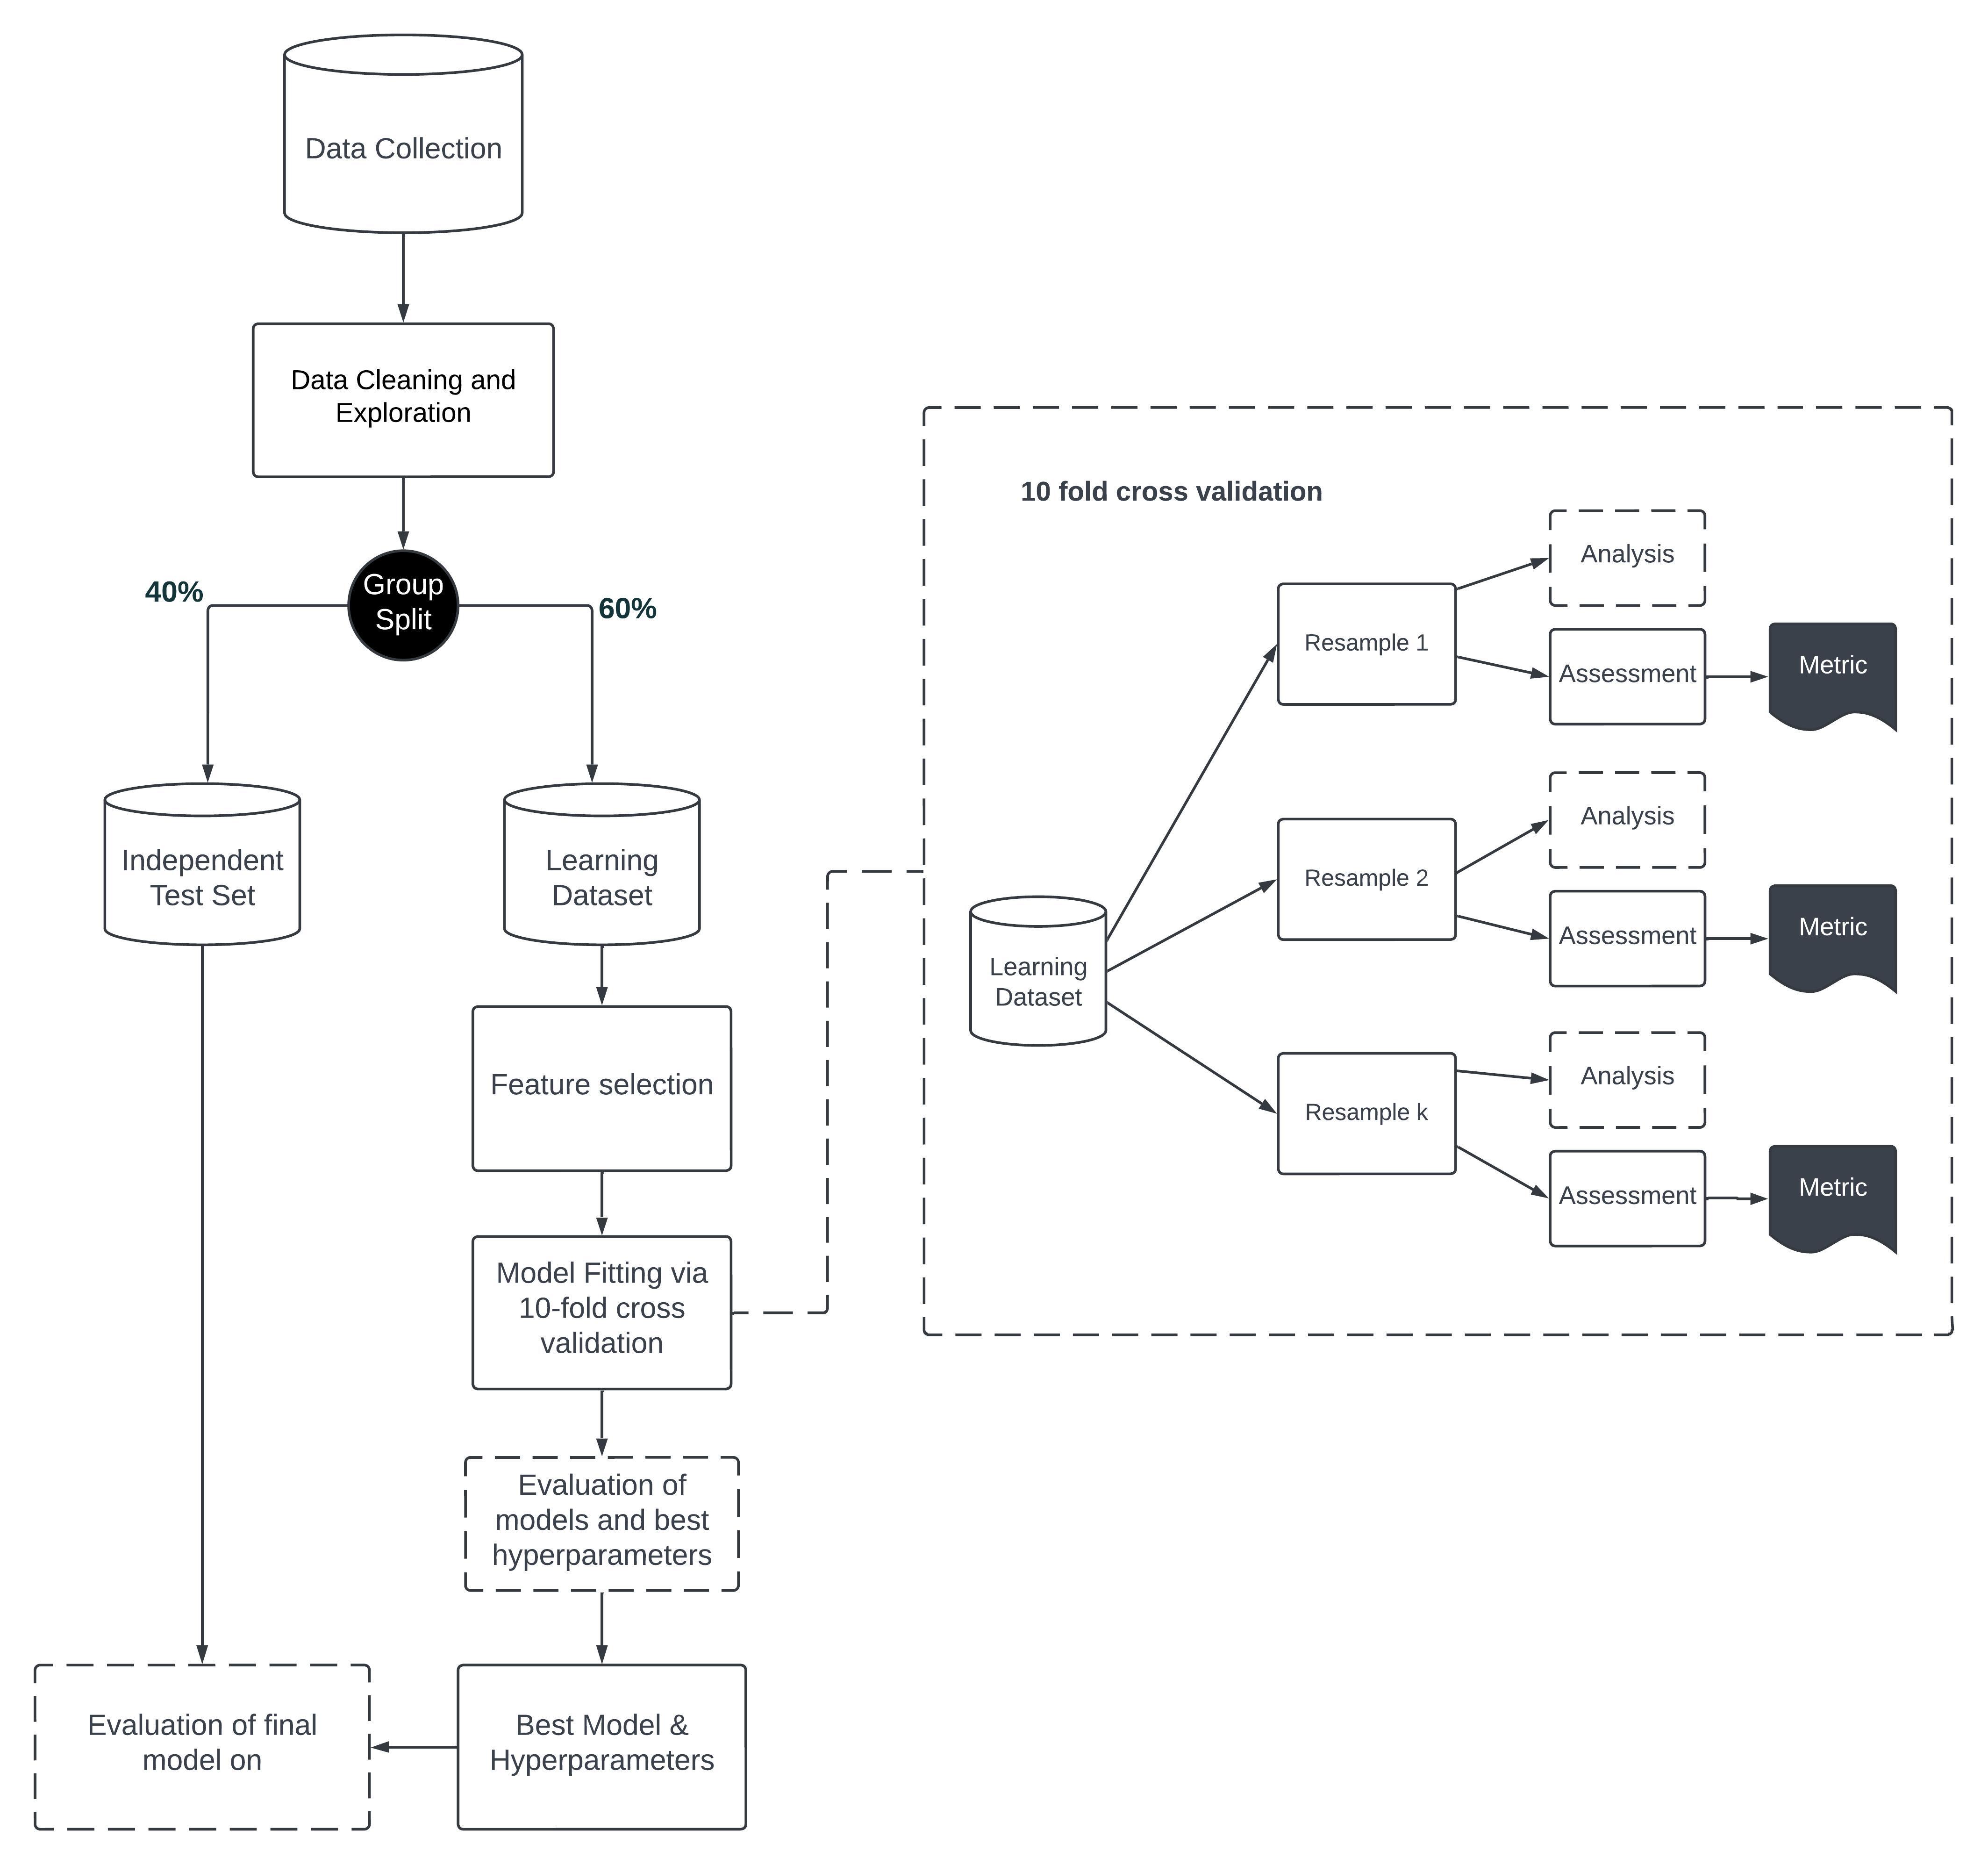 Data Collection
Data Cleaning and
Exploration
Group
Split
40%
60%
Independent
Test Set
Learning
Dataset
Feature selection
Model Fitting via
10-fold cross
validation
Evaluation of
models and best
hyperparameters
Best Model &
Hyperparameters
Evaluation of final
model on
10 fold cross validation
Learning
Dataset
Resample 1
Analysis
Assessment
Metric
Resample 2
Analysis
Assessment
Metric
Resample k
Analysis
Assessment
Metric